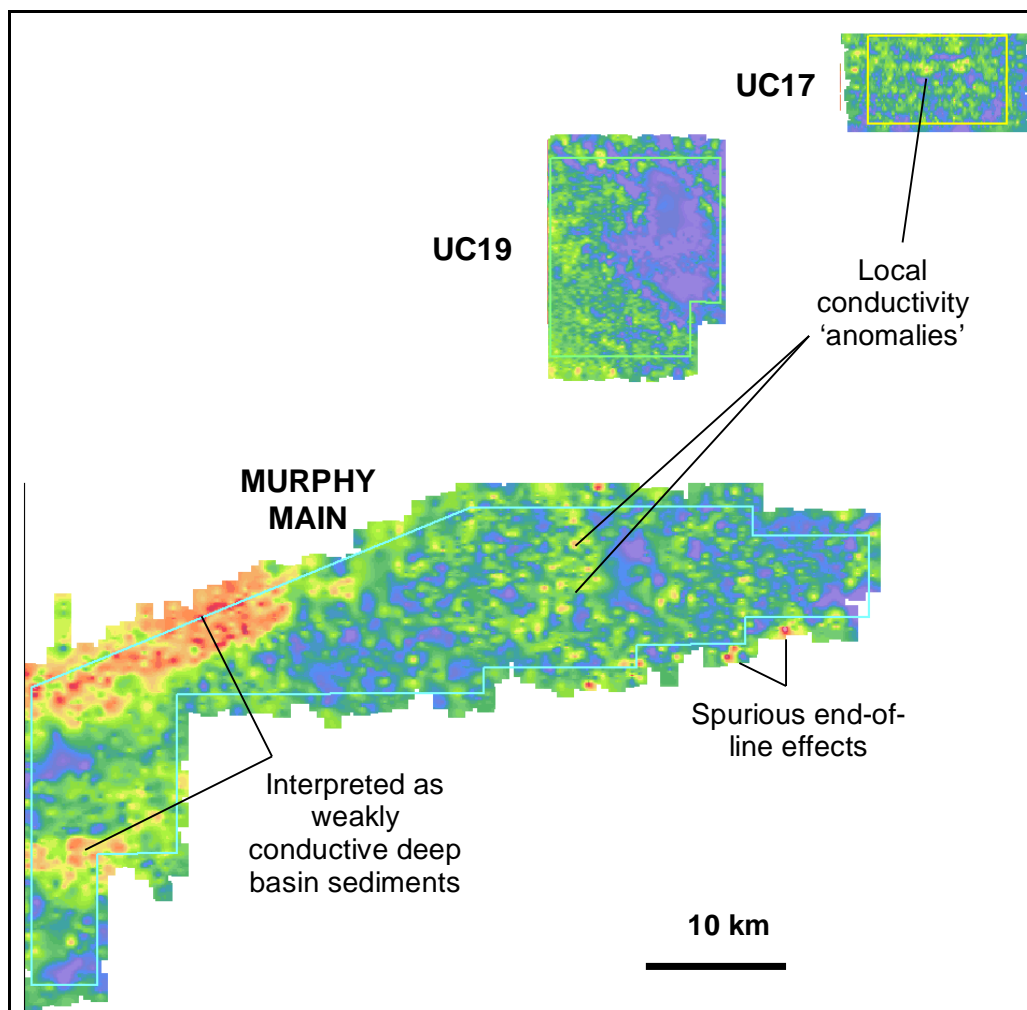 UC17
UC19
Local
conductivity
‘anomalies’
MURPHY
MAIN
Spurious end-of-
line effects
Interpreted as
weakly
conductive deep
basin sediments
10 km